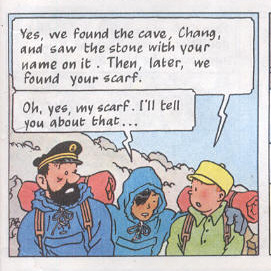 Yes, we found the cave, Chang,
and saw the stone with your
name on it. Then, later, we
found your scarf.
Oh, yes, my scarf. I'll tell
you about that...